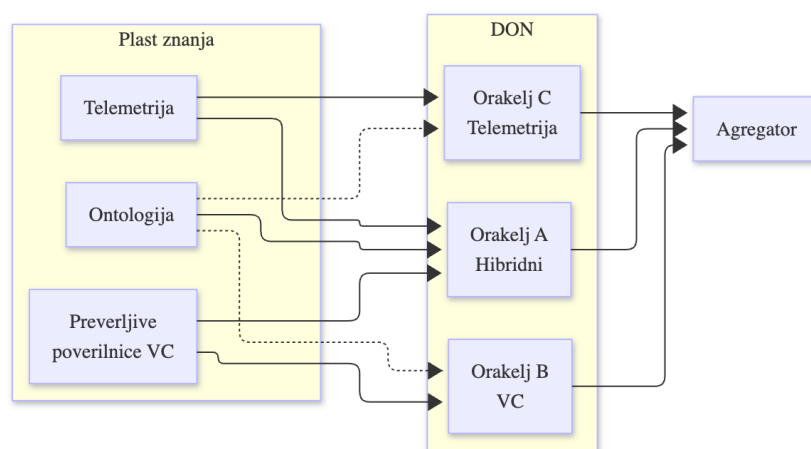 Plast znanja
Telemetrija
Ontologija
Preverljive
poverilnice VC
DON
Orakelj C
Telemetrija
Orakelj A
Hibridni
Orakelj B
VC
Agregator